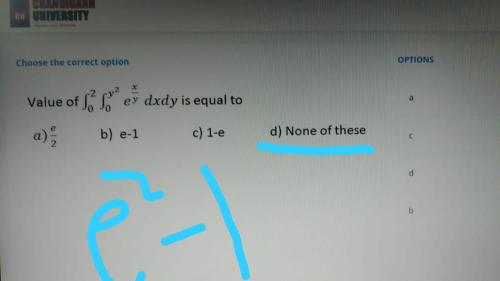 CHANDIGARH
UNIVERSITY
Choose the correct option
OPTIONS
Value of ∫₀² ∫₀^{y²} e^{x/y} dxdy is equal to
a) e/2 b) e-1 c) 1-e d) None of these
a
c
d
b
e² - 1